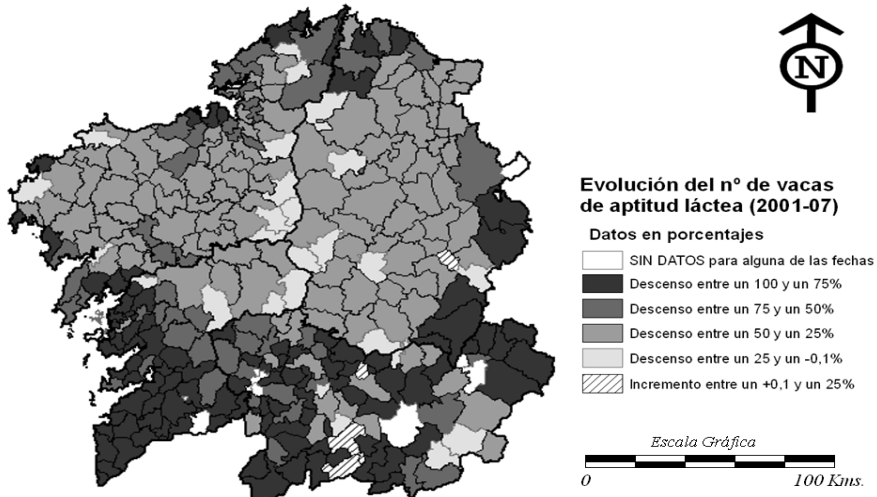 N
Evolución del nº de vacas
de aptitud láctea (2001-07)
Datos en porcentajes
SIN DATOS para alguna de las fechas
Descenso entre un 100 y un 75%
Descenso entre un 75 y un 50%
Descenso entre un 50 y un 25%
Descenso entre un 25 y un -0,1%
Incremento entre un +0,1 y un 25%
Escala Gráfica
0 100 Kms.